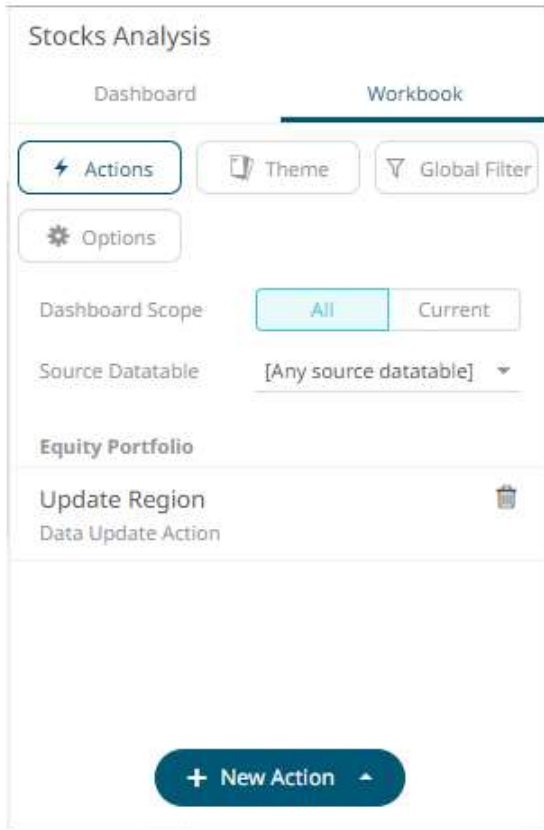 Stocks Analysis
Dashboard Workbook
Actions Theme Global Filter
Options
Dashboard Scope All Current
Source Datatable [Any source datatable]
Equity Portfolio
Update Region
Data Update Action
+ New Action